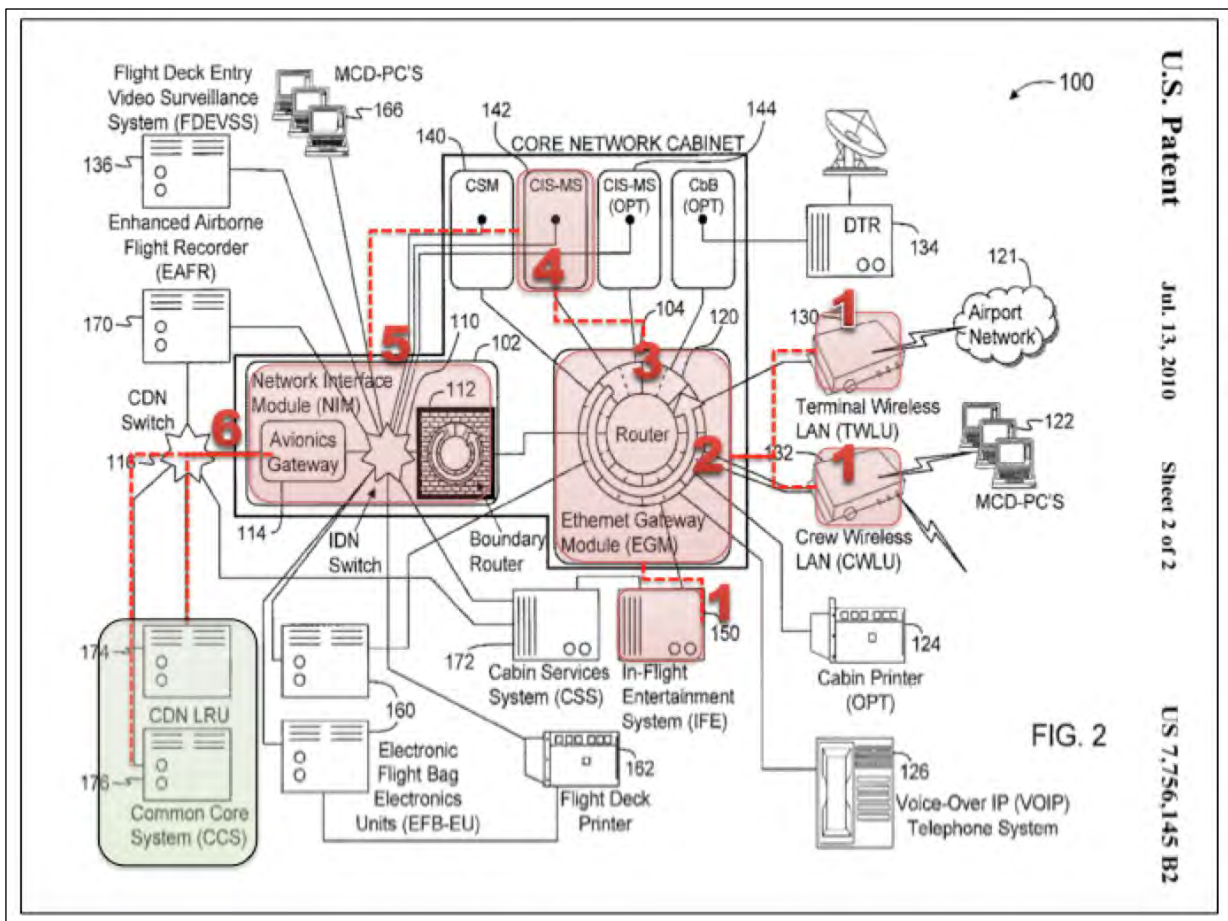 U.S. Patent
Jul. 13, 2010
Sheet 2 of 2
US 7,756,145 B2
100
Flight Deck Entry
Video Surveillance
System (FDEVSS)
136
MCD-PC'S
166
Enhanced Airborne
Flight Recorder
(EAFR)
170
CORE NETWORK CABINET
140
142
144
CSM
CIS-MS
CIS-MS
(OPT)
CbB
(OPT)
DTR
134
4
104
120
5
110
102
3
130
1
121
Airport
Network
Network Interface
Module (NIM)
112
Terminal Wireless
LAN (TWLU)
CDN
Switch
6
116
Avionics
Gateway
Router
2
132
1
122
MCD-PC'S
114
IDN
Switch
Boundary
Router
Ethernet Gateway
Module (EGM)
Crew Wireless
LAN (CWLU)
1
150
174
CDN LRU
160
172
Cabin Services
System (CSS)
In-Flight
Entertainment
System (IFE)
124
Cabin Printer
(OPT)
176
Common Core
System (CCS)
Electronic
Flight Bag
Electronics
Units (EFB-EU)
162
Flight Deck
Printer
FIG. 2
126
Voice-Over IP (VOIP)
Telephone System